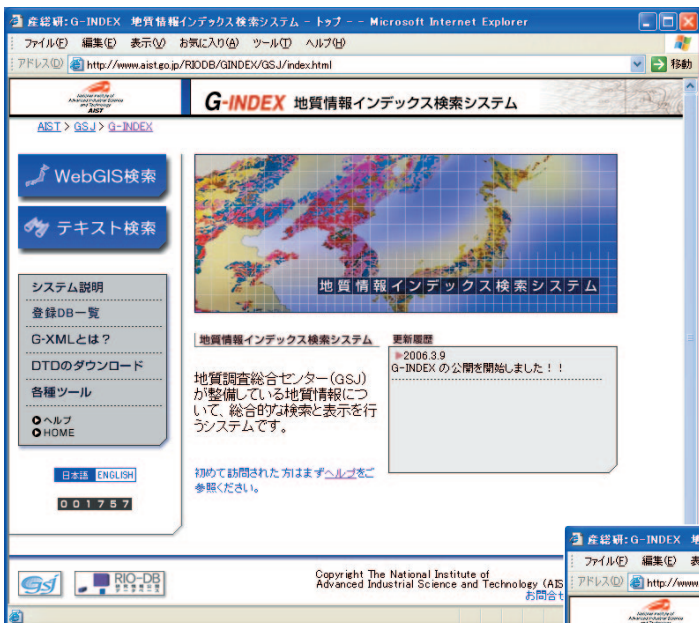 産総研:G-INDEX 地質情報インデックス検索システム - トップ - - Microsoft Internet Explorer
ファイル(F) 編集(E) 表示(V) お気に入り(A) ツール(T) ヘルプ(H)
アドレス(D) http://www.aist.go.jp/RIODB/GINDEX/GSJ/index.html 移動
National Institute of
Advanced Industrial Science
and Technology
AIST
G-INDEX 地質情報インデックス検索システム
AIST > GSJ > G-INDEX
WebGIS検索
テキスト検索
地質情報インデックス検索システム
システム説明
登録DB一覧
G-XMLとは？
DTDのダウンロード
各種ツール
ヘルプ
HOME
日本語 ENGLISH
001757
地質情報インデックス検索システム
地質調査総合センター(GSJ)
が整備している地質情報につ
いて、総合的な検索と表示を行
うシステムです。
初めて訪問された方はまずヘルプをご
参照ください。
更新履歴
2006.3.9
G-INDEX の公開を開始しました！！
GSJ
RIO-DB
Copyright The National Institute of
Advanced Industrial Science and Technology (AIS
お問合せ
産総研:G-INDEX 地
ファイル(F) 編集(E) 表
アドレス(D) http://www